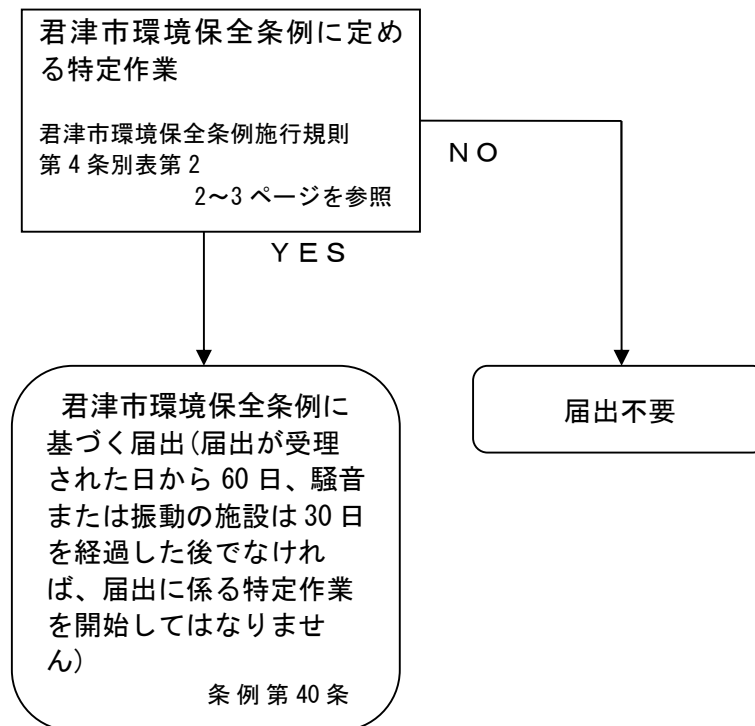 君津市環境保全条例に定め
る特定作業
君津市環境保全条例施行規則
第４条別表第２
2～3 ページを参照
ＮＯ
ＹＥＳ
君津市環境保全条例に
基づく届出(届出が受理
された日から 60 日、騒音
または振動の施設は 30 日
を経過した後でなけれ
ば、届出に係る特定作業
を開始してはなりませ
ん)
条 例 第 40 条
届出不要